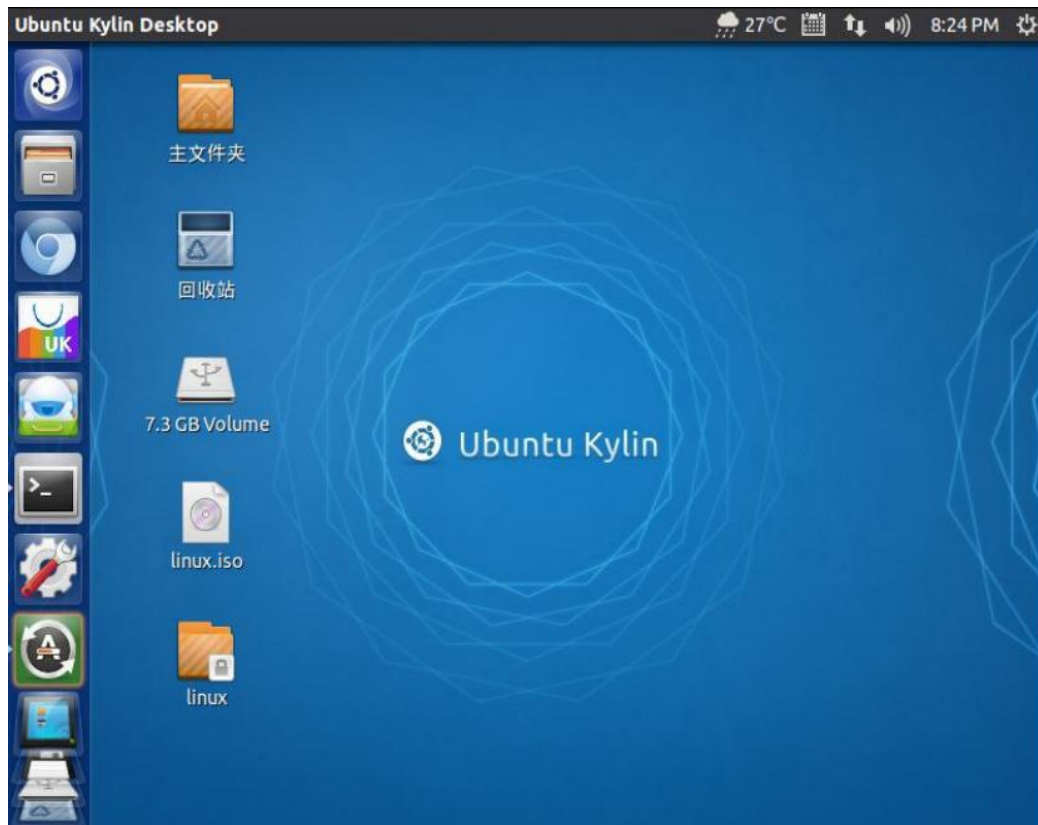 Ubuntu Kylin Desktop
27°C
8:24 PM
主文件夹
回收站
UK
7.3 GB Volume
Ubuntu Kylin
>_
linux.iso
A
linux